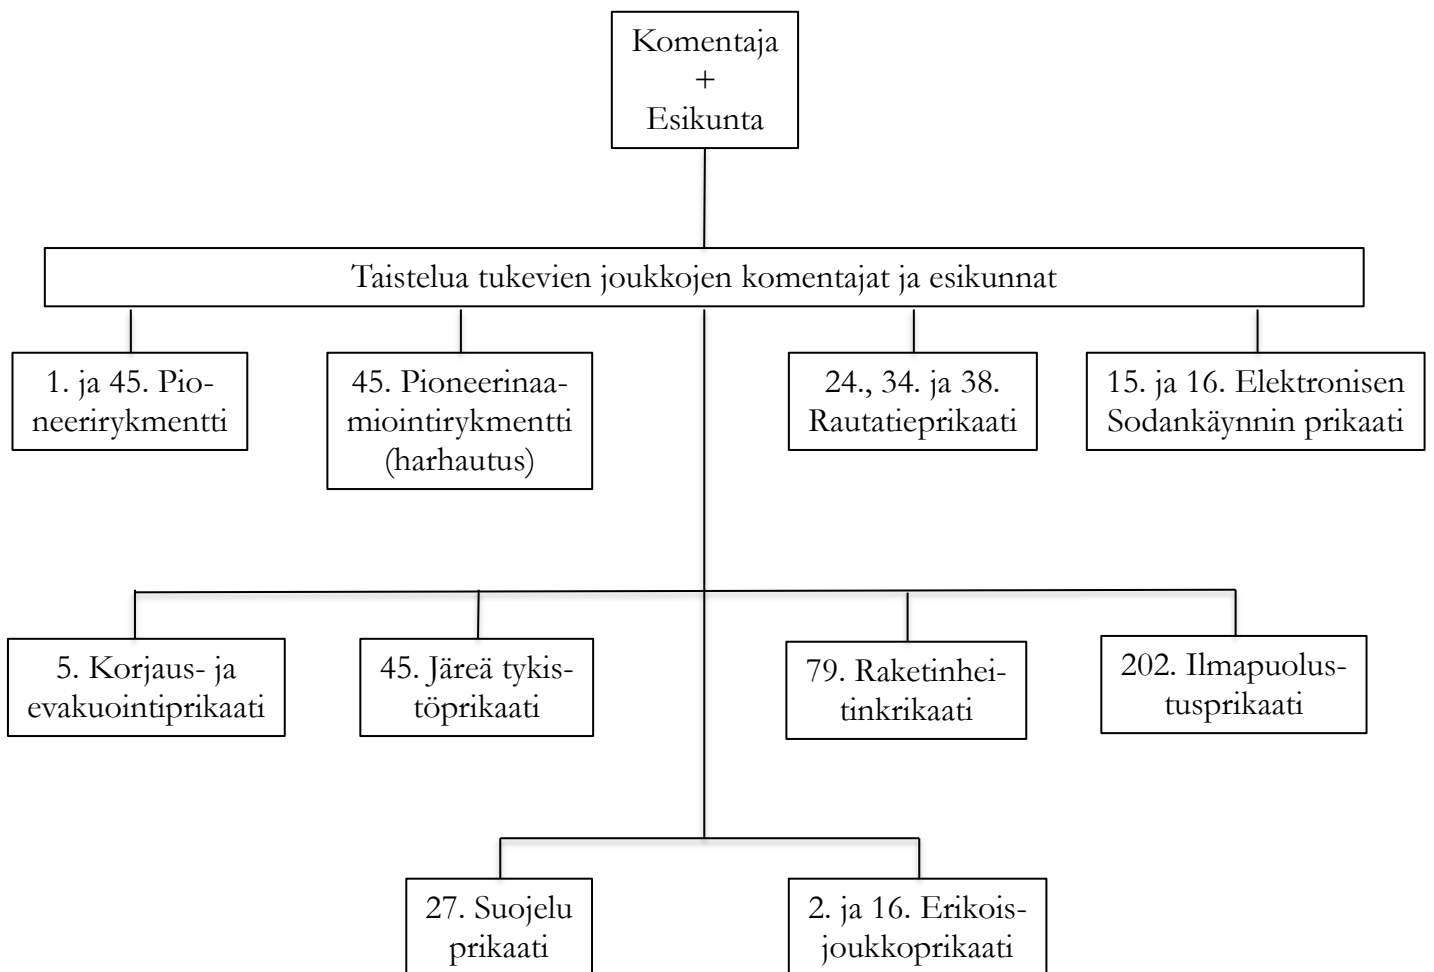 Komentaja
+
Esikunta
Taistelua tukevien joukkojen komentajat ja esikunnat
1. ja 45. Pio-
neerirykmentti
45. Pioneerinaa-
miointirykmentti
(harhautus)
24., 34. ja 38.
Rautatieprikaati
15. ja 16. Elektronisen
Sodankäynnin prikaati
5. Korjaus- ja
evakuointiprikaati
45. Järeä tykis-
töprikaati
79. Raketinhei-
tinkrikaati
202. Ilmapuolus-
tusprikaati
27. Suojelu
prikaati
2. ja 16. Erikois-
joukkoprikaati